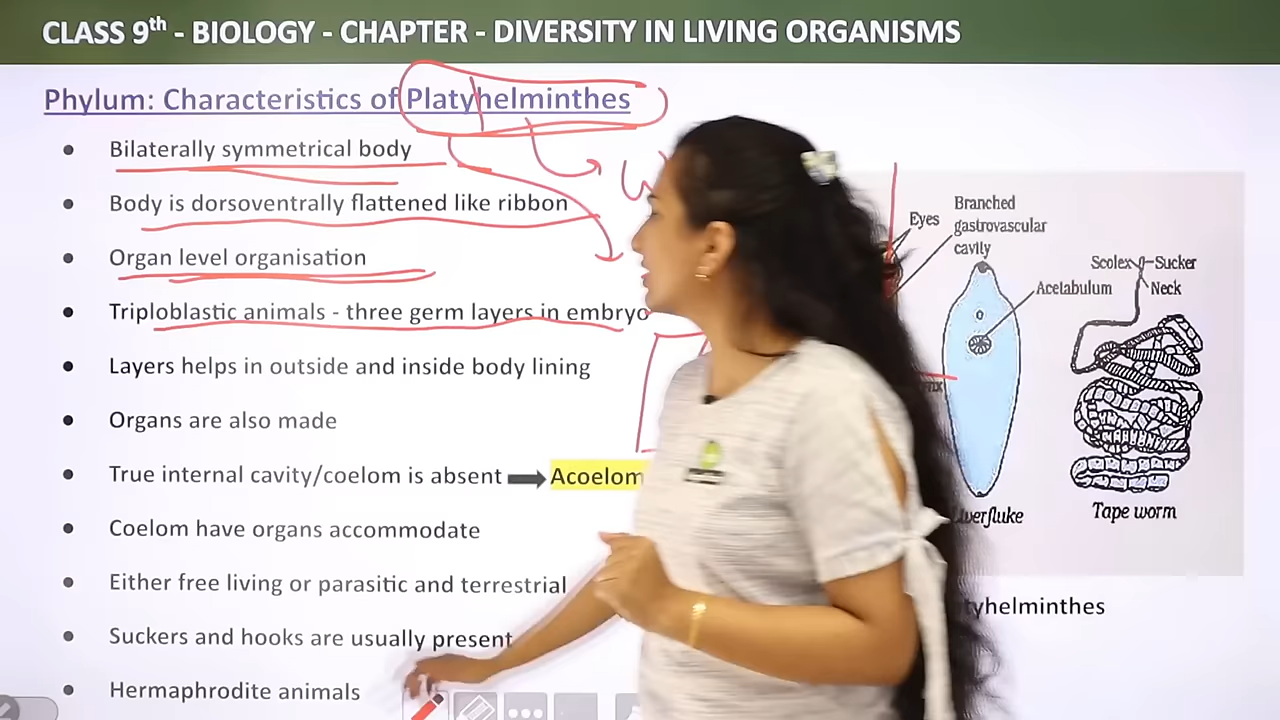 CLASS 9th - BIOLOGY - CHAPTER - DIVERSITY IN LIVING ORGANISMS
Phylum: Characteristics of Platyhelminthes
• Bilaterally symmetrical body
• Body is dorsoventrally flattened like ribbon
• Organ level organisation
• Triploblastic animals - three germ layers in embryo
• Layers helps in outside and inside body lining
• Organs are also made
• True internal cavity/coelom is absent ➡ Acoelom
• Coelom have organs accommodate
• Either free living or parasitic and terrestrial
• Suckers and hooks are usually present
• Hermaphrodite animals
Eyes
Branched
gastrovascular
cavity
Acetabulum
Scolex
Sucker
Neck
Tape worm